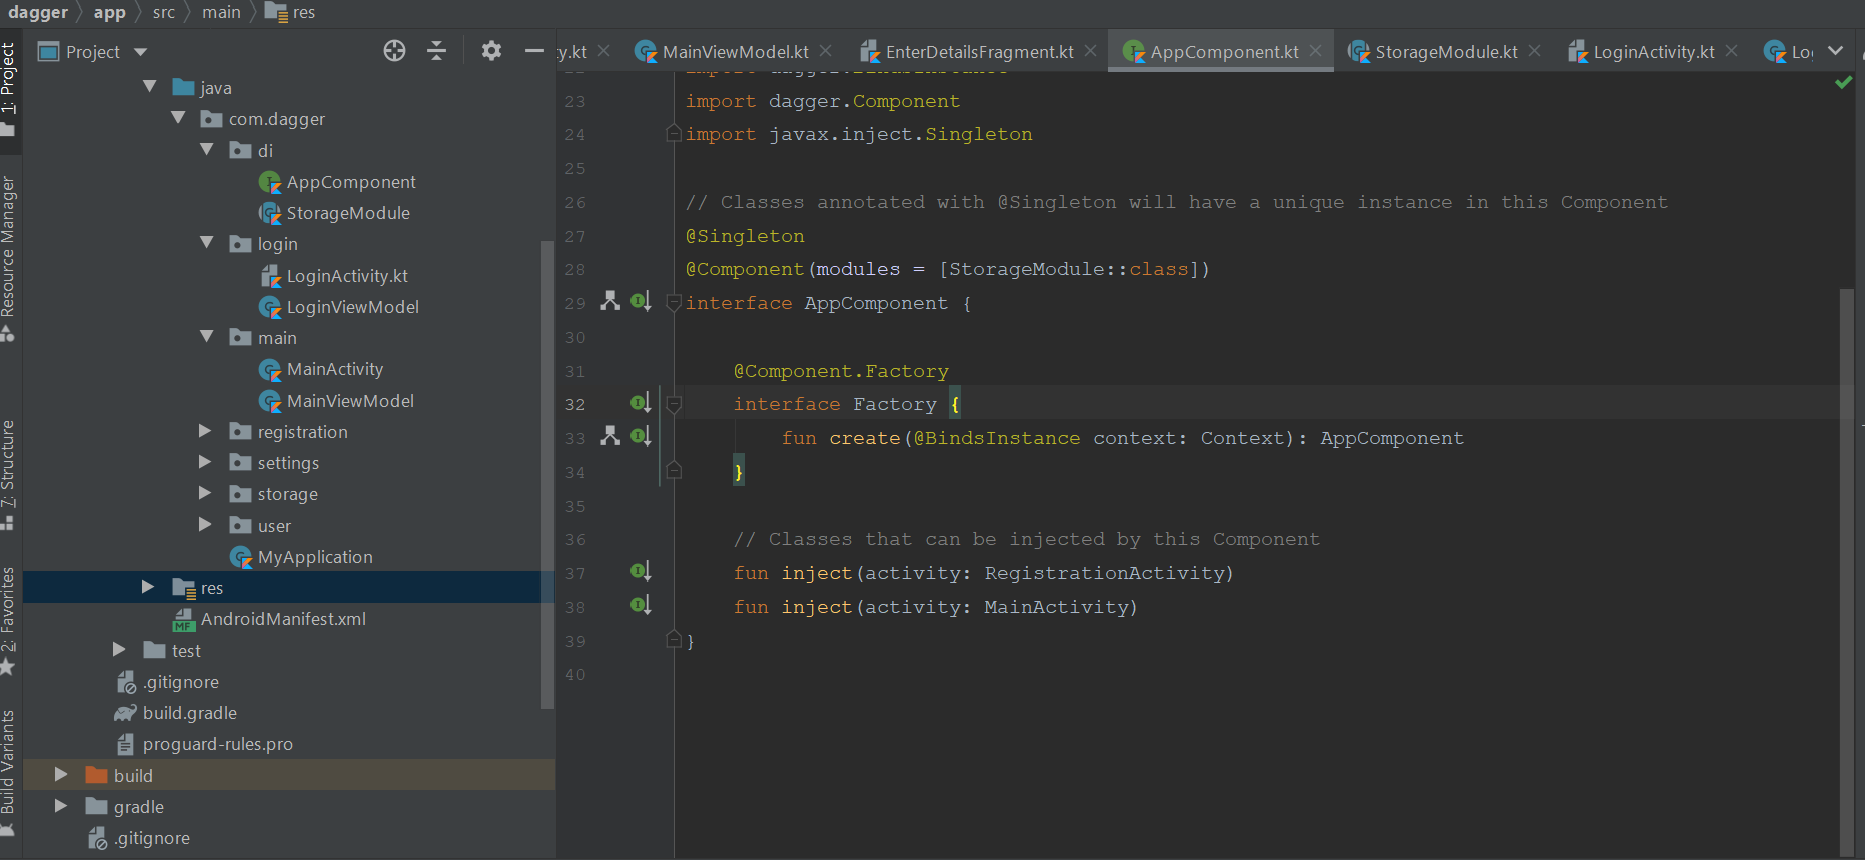 dagger app src main res
Project
y.kt MainViewModel.kt EnterDetailsFragment.kt AppComponent.kt StorageModule.kt LoginActivity.kt Lo
1: Project
Resource Manager
7: Structure
2: Favorites
Build Variants
java
com.dagger
di
AppComponent
StorageModule
login
LoginActivity.kt
LoginViewModel
main
MainActivity
MainViewModel
registration
settings
storage
user
MyApplication
res
AndroidManifest.xml
test
.gitignore
build.gradle
proguard-rules.pro
build
gradle
.gitignore
23 import dagger.Component
24 import javax.inject.Singleton
25
26 // Classes annotated with @Singleton will have a unique instance in this Component
27 @Singleton
28 @Component(modules = [StorageModule::class])
29 interface AppComponent {
30
31 @Component.Factory
32 interface Factory {
33 fun create(@BindsInstance context: Context): AppComponent
34 }
35
36 // Classes that can be injected by this Component
37 fun inject(activity: RegistrationActivity)
38 fun inject(activity: MainActivity)
39 }
40